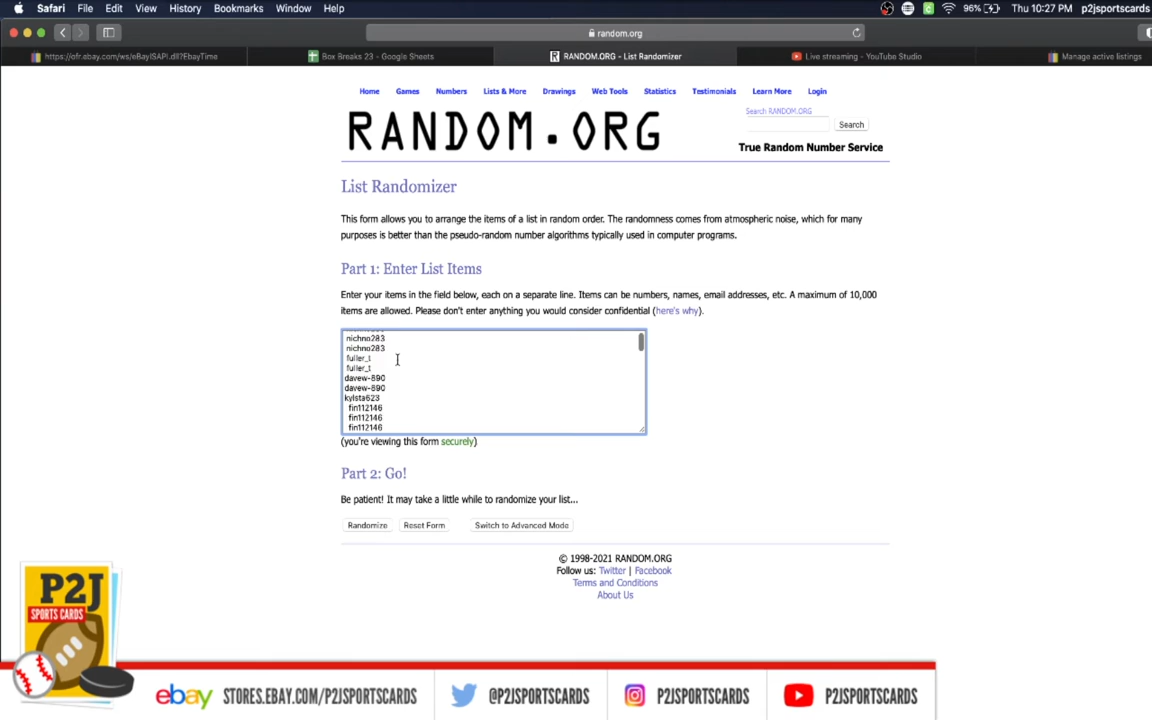 Safari File Edit View History Bookmarks Window Help 96% Thu 10:27 PM p2jsportscards
random.org
https://ofr.ebay.com/ws/eBayISAPI.dll?EbayTime Box Breaks 23 - Google Sheets RANDOM.ORG - List Randomizer Live streaming - YouTube Studio Manage active listings
Home Games Numbers Lists & More Drawings Web Tools Statistics Testimonials Learn More Login
Search RANDOM.ORG
RANDOM.ORG
Search
True Random Number Service
List Randomizer
This form allows you to arrange the items of a list in random order. The randomness comes from atmospheric noise, which for many
purposes is better than the pseudo-random number algorithms typically used in computer programs.
Part 1: Enter List Items
Enter your items in the field below, each on a separate line. Items can be numbers, names, email addresses, etc. A maximum of 10,000
items are allowed. Please don't enter anything you would consider confidential (here's why).
nichno283
nichno283
fuller_t
fuller_t
davew-890
davew-890
kylsta623
fin112146
fin112146
fin112146
(you're viewing this form securely)
Part 2: Go!
Be patient! It may take a little while to randomize your list...
Randomize Reset Form Switch to Advanced Mode
© 1998-2021 RANDOM.ORG
Follow us: Twitter | Facebook
Terms and Conditions
About Us
P2J
SPORTS CARDS
ebay STORES.EBAY.COM/P2JSPORTSCARDS @P2JSPORTSCARDS P2JSPORTSCARDS P2JSPORTSCARDS